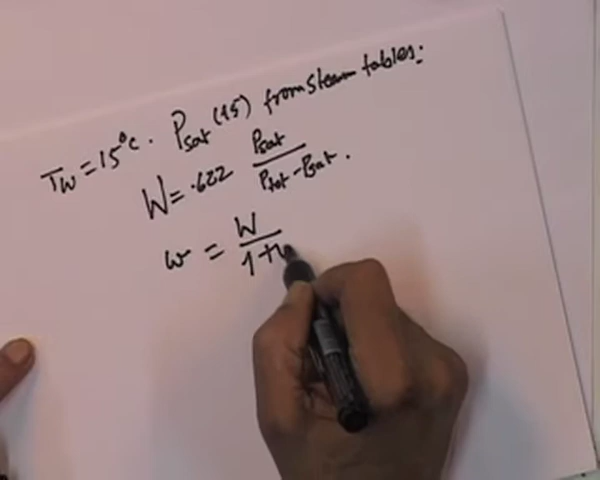 Tw = 15°C. Psat (15) from steam tables:
W = .622 Psat / Ptot - Psat.
w = W / 1+